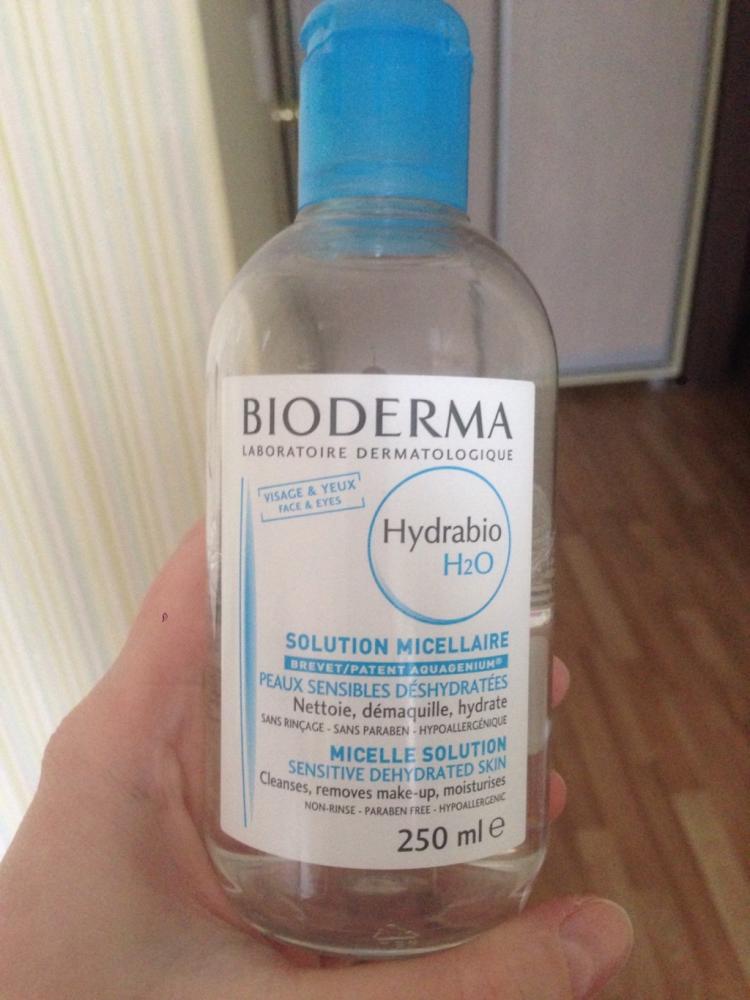 BIODERMA
LABORATOIRE DERMATOLOGIQUE
VISAGE & YEUX
FACE & EYES
Hydrabio
H2O
SOLUTION MICELLAIRE
BREVET/PATENT AQUAGENIUM®
PEAUX SENSIBLES DÉSHYDRATÉES
Nettoie, démaquille, hydrate
SANS RINÇAGE - SANS PARABEN - HYPOALLERGÉNIQUE
MICELLE SOLUTION
SENSITIVE DEHYDRATED SKIN
Cleanses, removes make-up, moisturises
NON-RINSE - PARABEN FREE - HYPOALLERGENIC
250 ml ℮